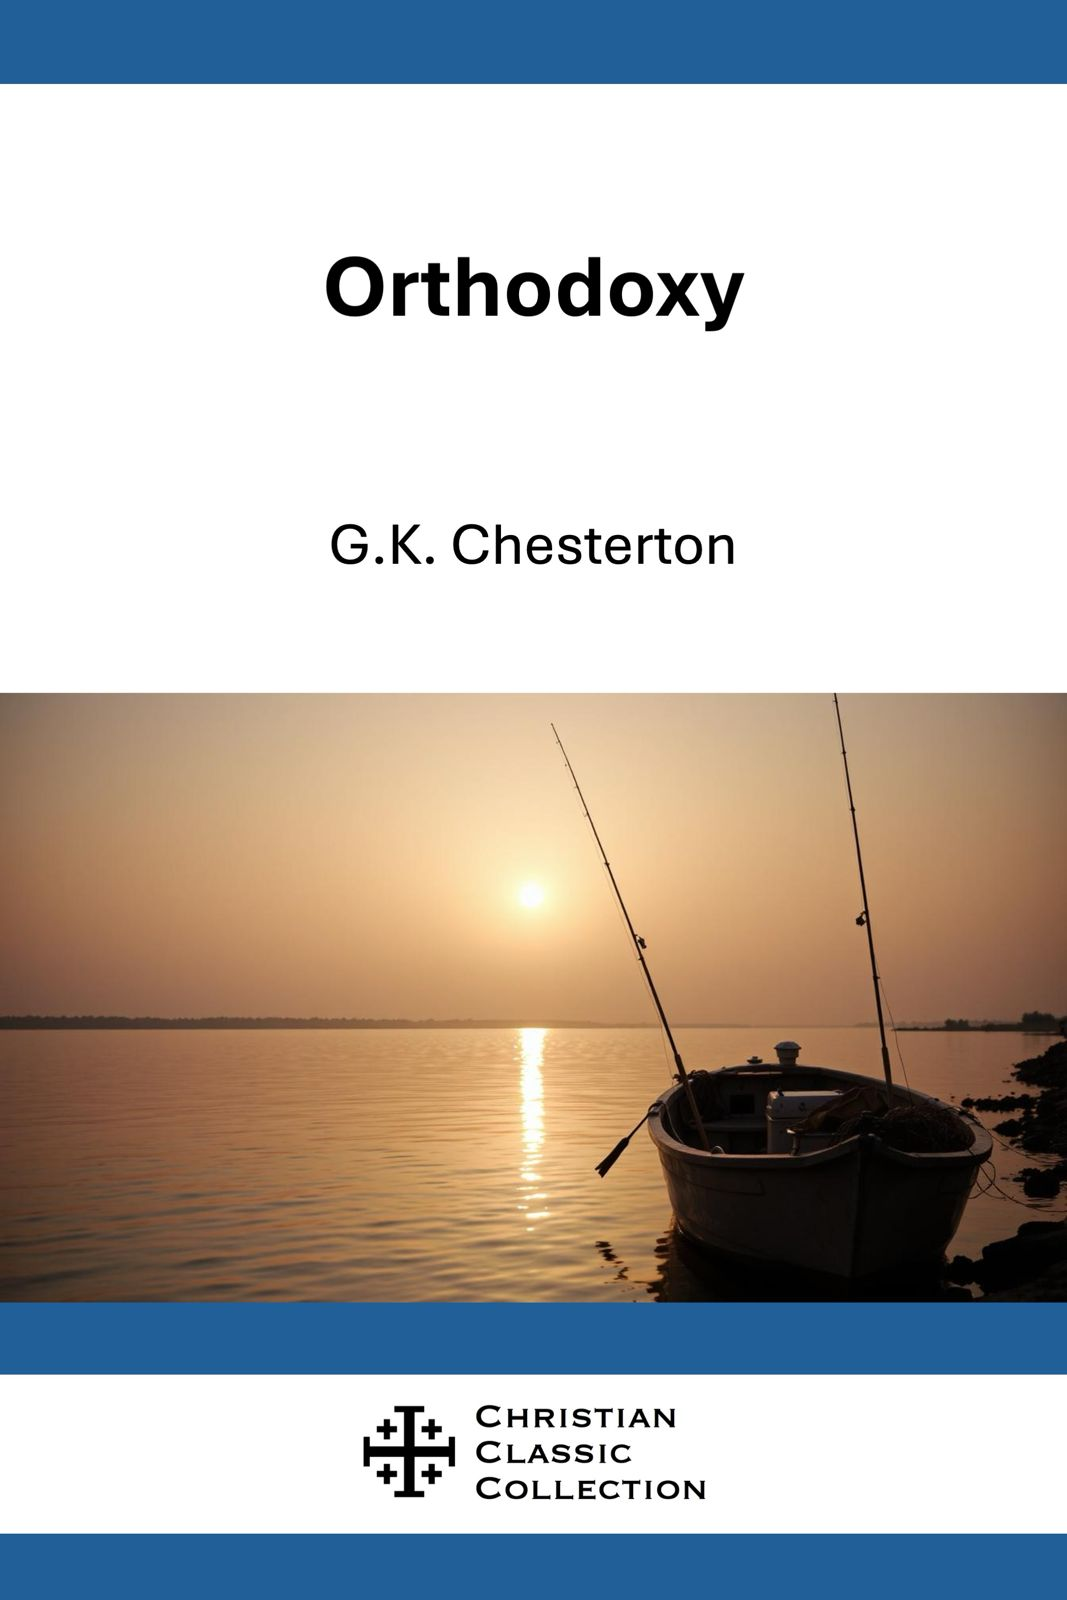 Orthodoxy
G.K. Chesterton
CHRISTIAN
CLASSIC
COLLECTION